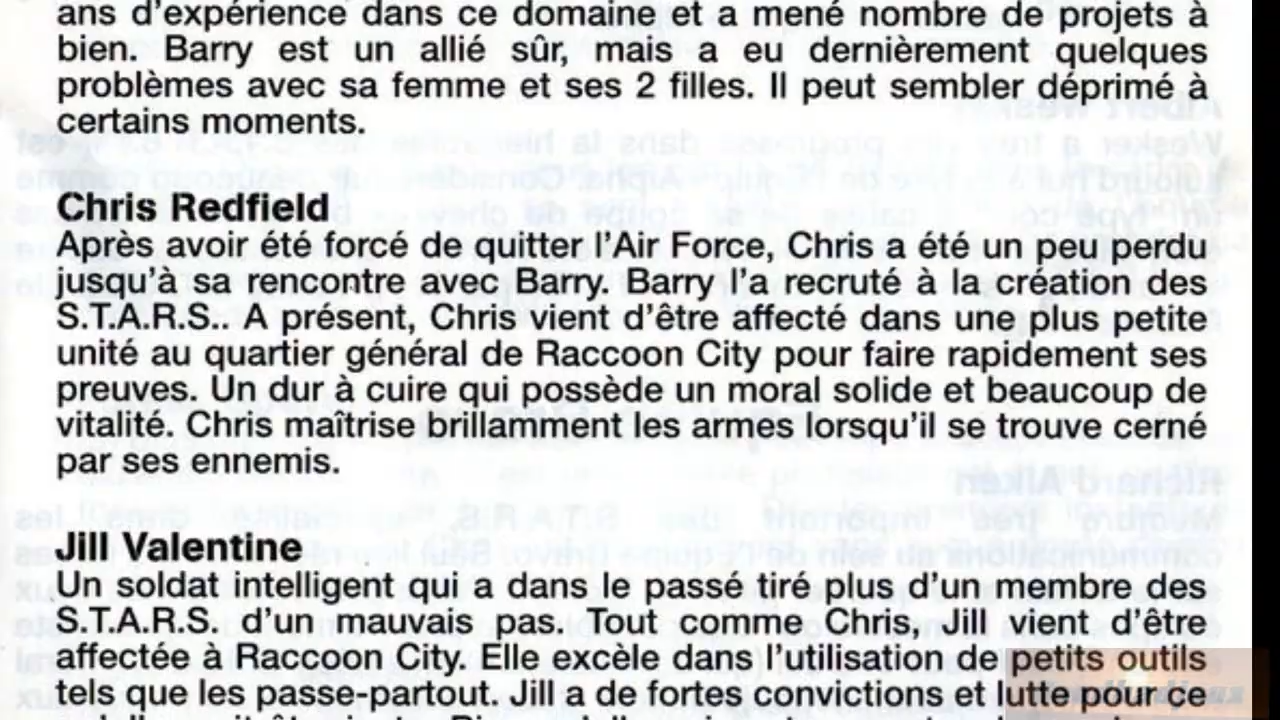 ans d'expérience dans ce domaine et a mené nombre de projets à
bien. Barry est un allié sûr, mais a eu dernièrement quelques
problèmes avec sa femme et ses 2 filles. Il peut sembler déprimé à
certains moments.
Chris Redfield
Après avoir été forcé de quitter l'Air Force, Chris a été un peu perdu
jusqu'à sa rencontre avec Barry. Barry l'a recruté à la création des
S.T.A.R.S.. A présent, Chris vient d'être affecté dans une plus petite
unité au quartier général de Raccoon City pour faire rapidement ses
preuves. Un dur à cuire qui possède un moral solide et beaucoup de
vitalité. Chris maîtrise brillamment les armes lorsqu'il se trouve cerné
par ses ennemis.
Jill Valentine
Un soldat intelligent qui a dans le passé tiré plus d'un membre des
S.T.A.R.S. d'un mauvais pas. Tout comme Chris, Jill vient d'être
affectée à Raccoon City. Elle excèle dans l'utilisation de petits outils
tels que les passe-partout. Jill a de fortes convictions et lutte pour ce